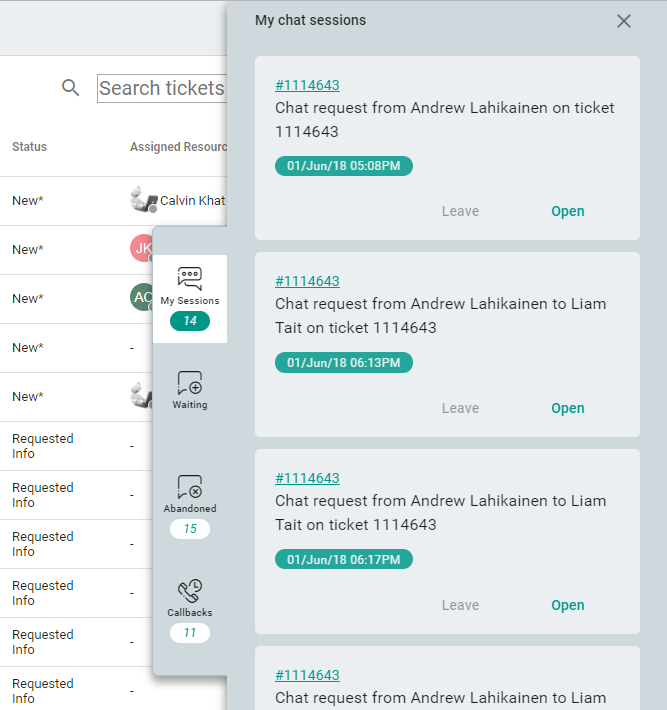 My chat sessions
Search tickets
Status
Assigned Resourc
New*
Calvin Khat
New*
JK
New*
AC
New*
-
New*
Requested
Info
-
Requested
Info
-
Requested
Info
-
Requested
Info
-
Requested
Info
-
Requested
Info
-
My Sessions
14
Waiting
Abandoned
15
Callbacks
11
#1114643
Chat request from Andrew Lahikainen on ticket
1114643
01/Jun/18 05:08PM
Leave
Open
#1114643
Chat request from Andrew Lahikainen to Liam
Tait on ticket 1114643
01/Jun/18 06:13PM
Leave
Open
#1114643
Chat request from Andrew Lahikainen to Liam
Tait on ticket 1114643
01/Jun/18 06:17PM
Leave
Open
#1114643
Chat request from Andrew Lahikainen to Liam